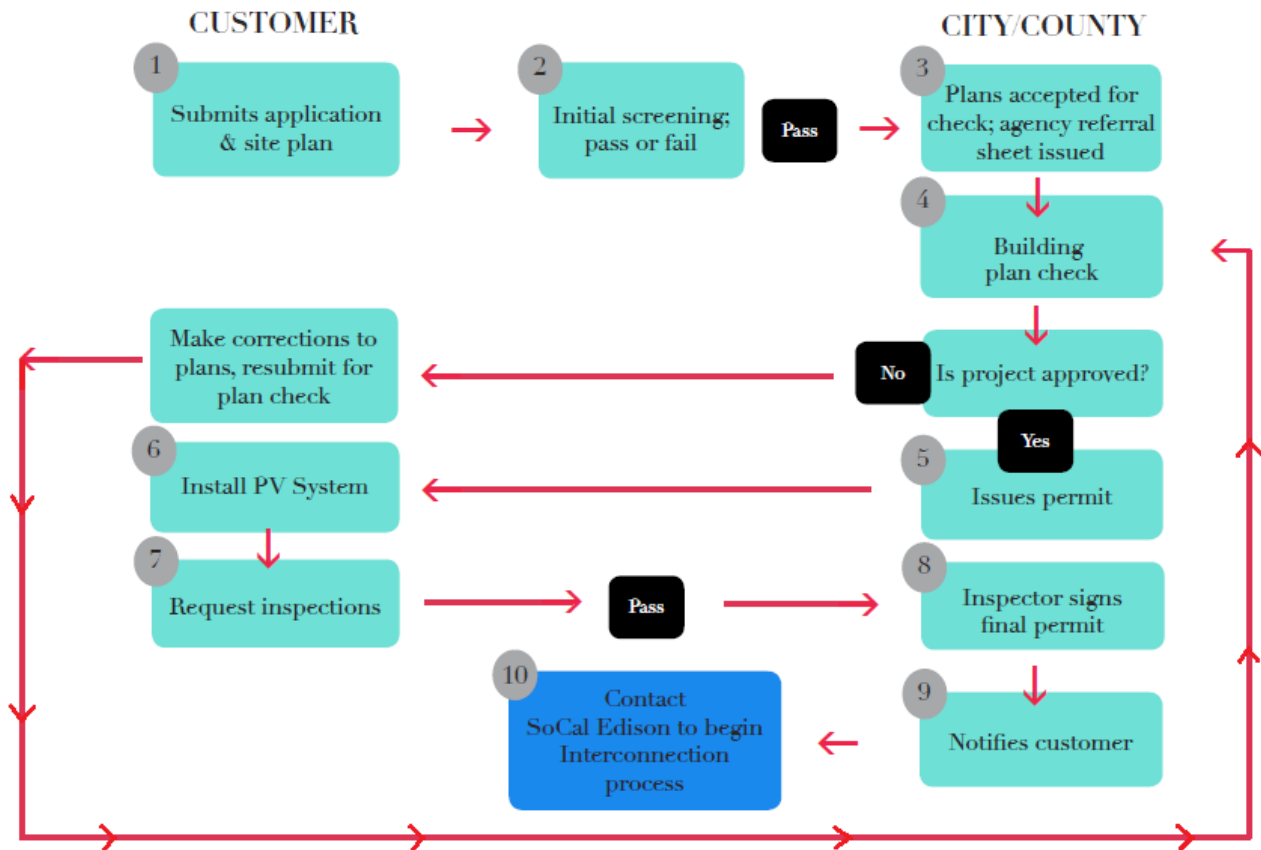 CUSTOMER
CITY/COUNTY
1
Submits application
& site plan
2
Initial screening;
pass or fail
Pass
3
Plans accepted for
check; agency referral
sheet issued
4
Building
plan check
Make corrections to
plans, resubmit for
plan check
No
Is project approved?
Yes
6
Install PV System
5
Issues permit
7
Request inspections
Pass
8
Inspector signs
final permit
10
Contact
SoCal Edison to begin
Interconnection
process
9
Notifies customer